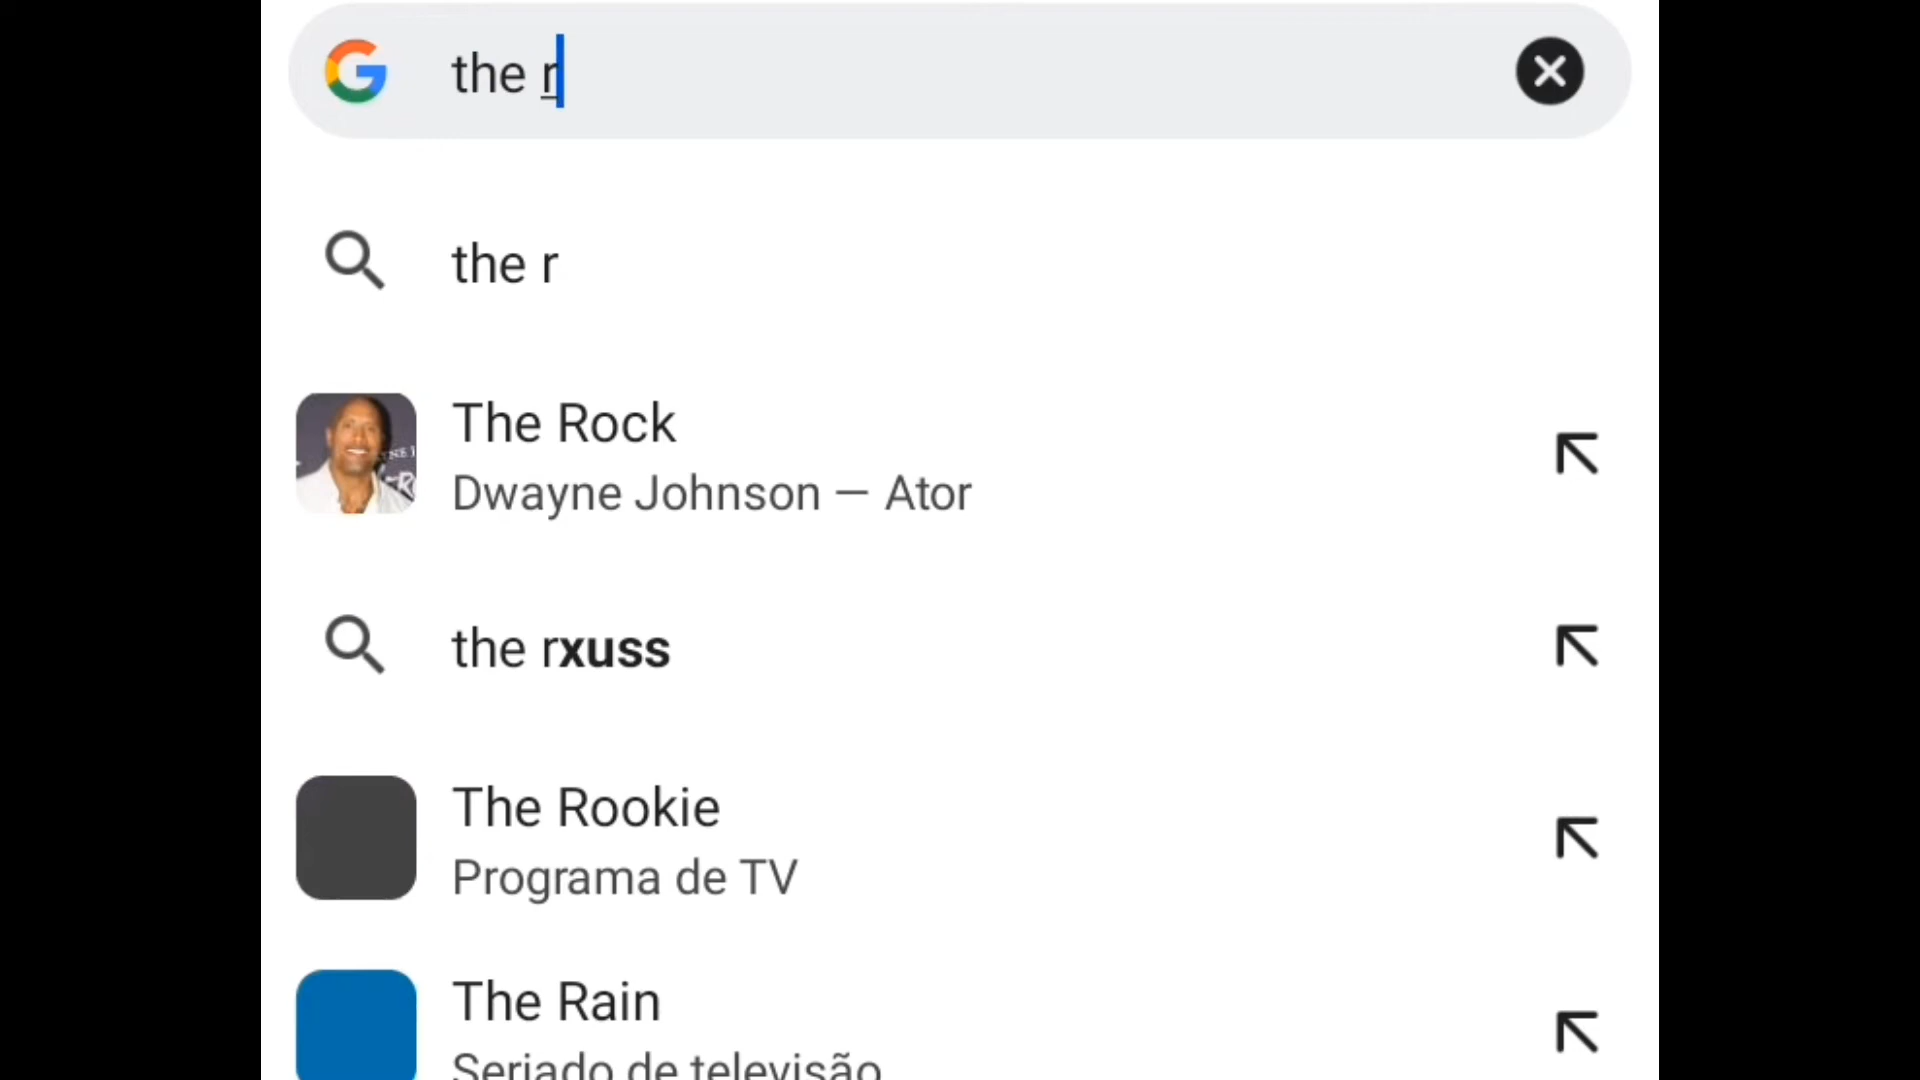 the r
the r
The Rock
Dwayne Johnson — Ator
the rxuss
The Rookie
Programa de TV
The Rain
Seriado de televisão